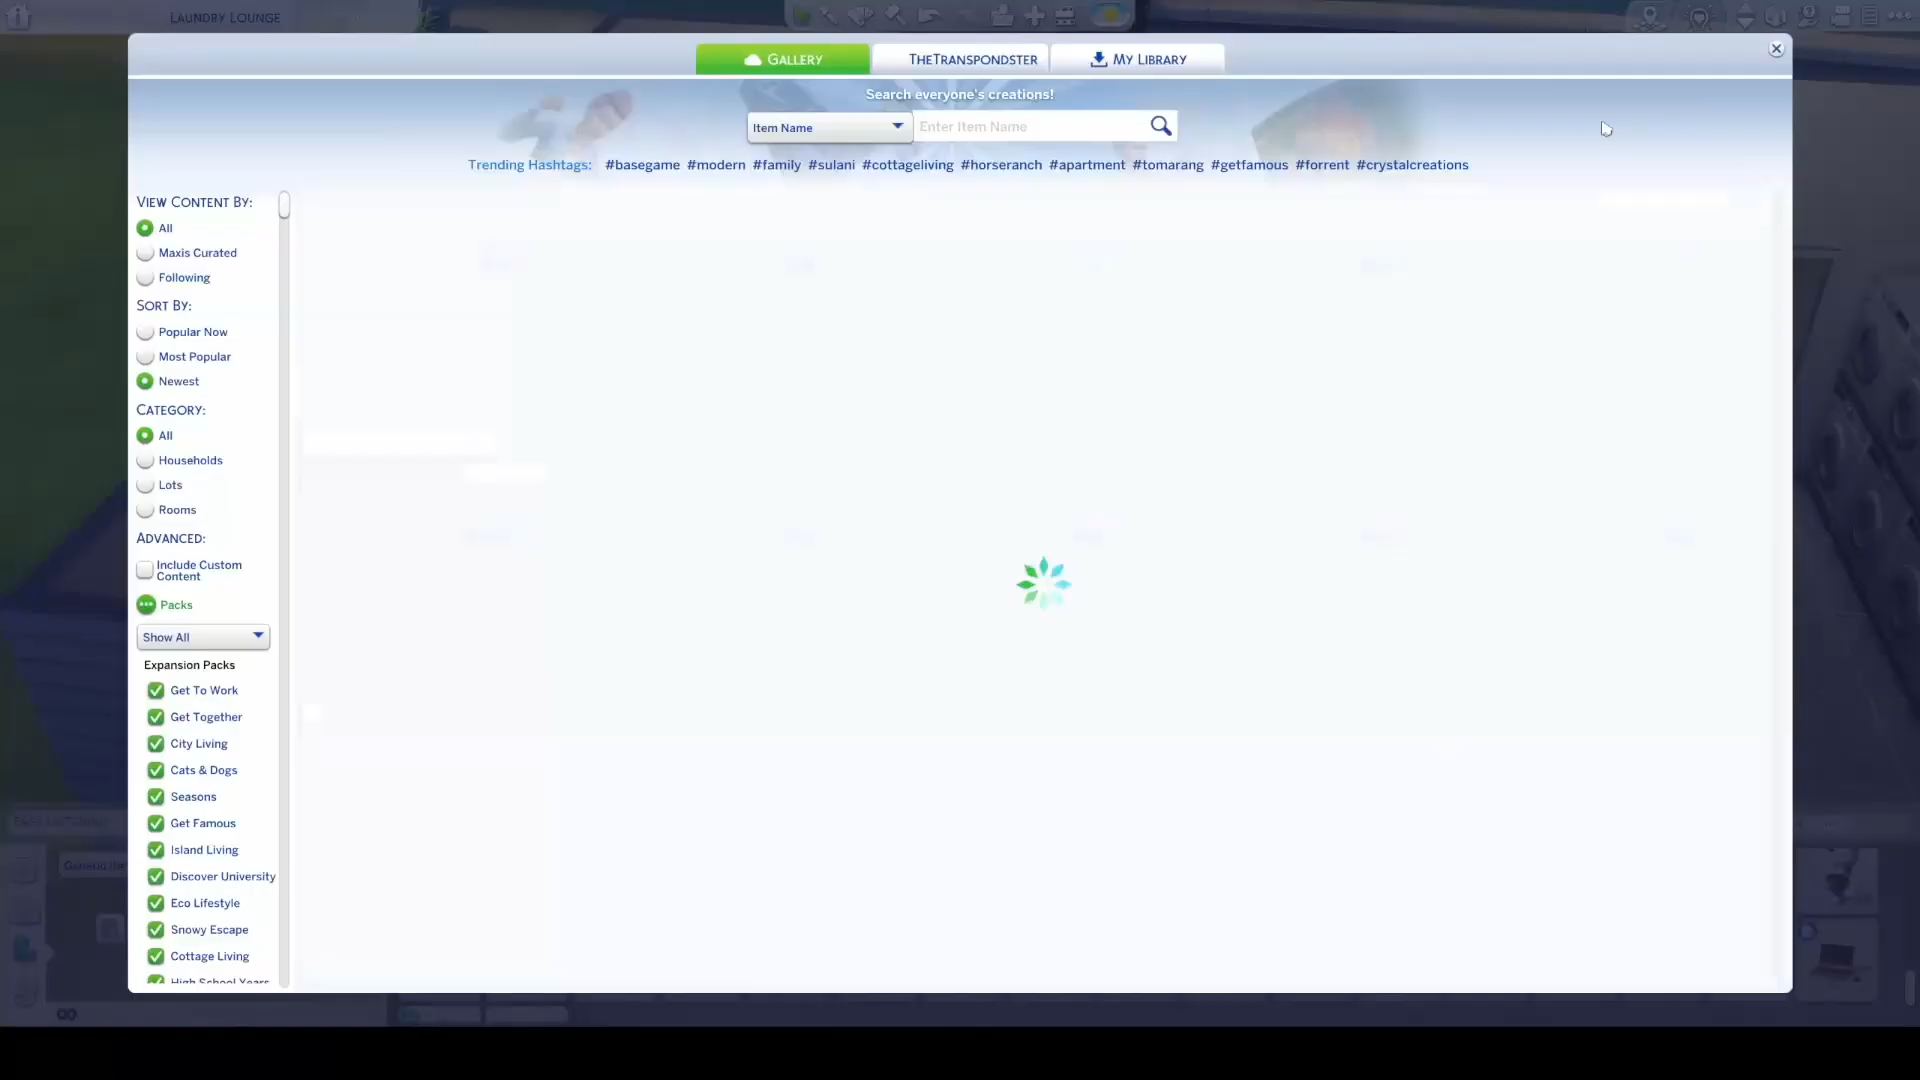 LAUNDRY LOUNGE
GALLERY
THETRANSPONDSTER
MY LIBRARY
Search everyone's creations!
Item Name
Enter Item Name
Trending Hashtags: #basegame #modern #family #sulani #cottageliving #horseranch #apartment #tomarang #getfamous #forrent #crystalcreations
VIEW CONTENT BY:
All
Maxis Curated
Following
SORT BY:
Popular Now
Most Popular
Newest
CATEGORY:
All
Households
Lots
Rooms
ADVANCED:
Include Custom
Content
Packs
Show All
Expansion Packs
Get To Work
Get Together
City Living
Cats & Dogs
Seasons
Get Famous
Island Living
Discover University
Eco Lifestyle
Snowy Escape
Cottage Living
High School Years